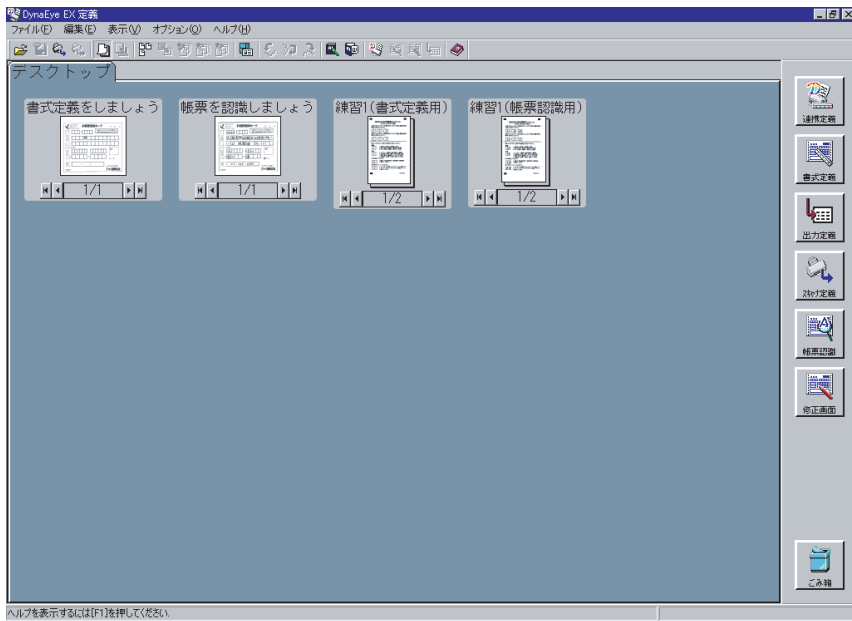 DynaEye EX 定義
ファイル(F) 編集(E) 表示(V) オプション(O) ヘルプ(H)
デスクトップ
書式定義をしましょう 帳票を認識しましょう 練習1(書式定義用) 練習1(帳票認識用)
1/1 1/1 1/2 1/2
連携定義
書式定義
出力定義
スキャナ定義
帳票認識
修正画面
ごみ箱
ヘルプを表示するには[F1]を押してください.